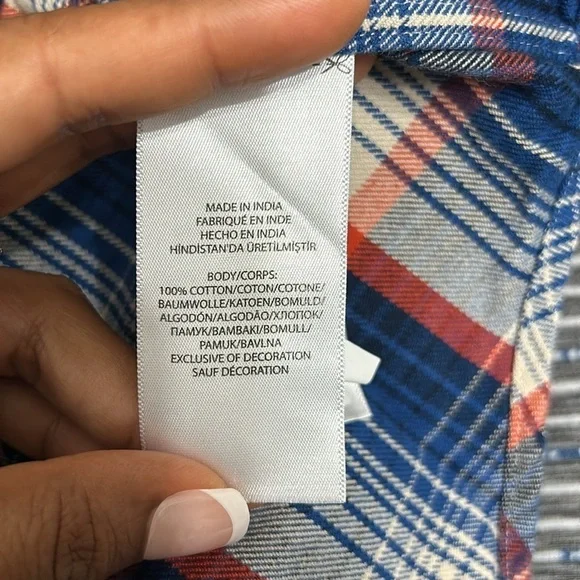 MADE IN INDIA
FABRIQUÉ EN INDE
HECHO EN INDIA
HİNDİSTAN'DA ÜRETİLMİŞTİR
BODY/CORPS:
100% COTTON/COTON/COTONE/
BAUMWOLLE/KATOEN/BOMULD/
ALGODÓN/ALGODÃO/ХЛОПОК/
ПАМУК/BAMBAKI/BOMULL/
PAMUK/BAVLNA
EXCLUSIVE OF DECORATION
SAUF DÉCORATION